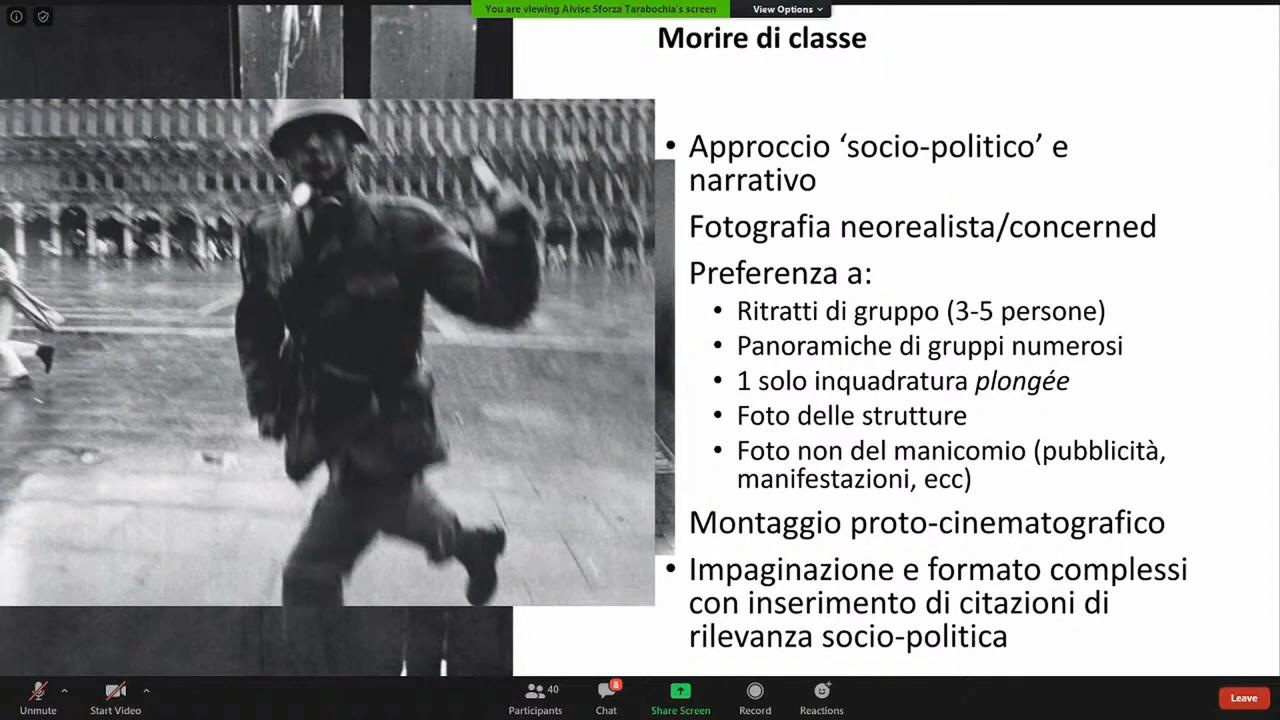 You are viewing Alvise Sforza Tarabochia's screen
View Options
Morire di classe
• Approccio ‘socio-politico’ e
narrativo
Fotografia neorealista/concerned
Preferenza a:
• Ritratti di gruppo (3-5 persone)
• Panoramiche di gruppi numerosi
• 1 solo inquadratura plongée
• Foto delle strutture
• Foto non del manicomio (pubblicità,
manifestazioni, ecc)
Montaggio proto-cinematografico
• Impaginazione e formato complessi
con inserimento di citazioni di
rilevanza socio-politica
Unmute
Start Video
40
Participants
8
Chat
Share Screen
Record
Reactions
Leave